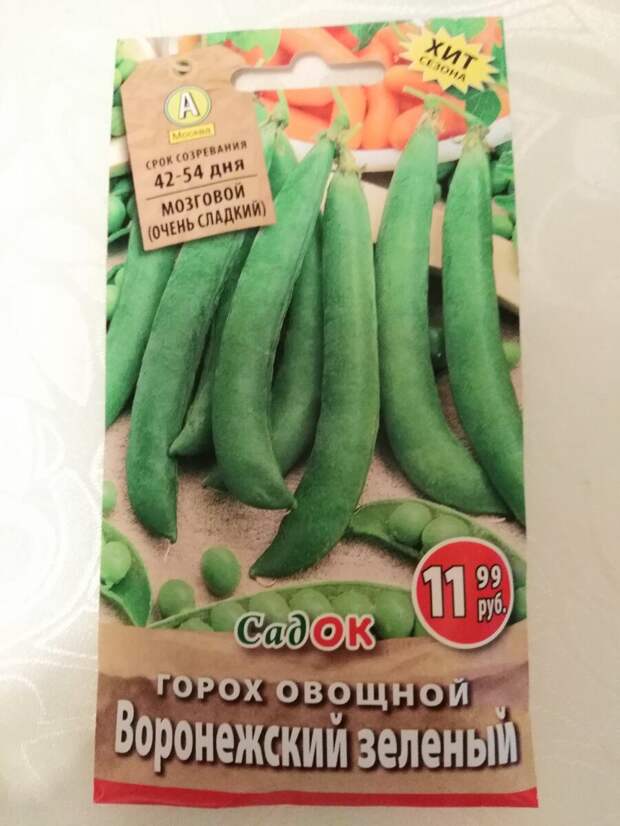 ХИТ
СЕЗОНА
А
Москва
СРОК СОЗРЕВАНИЯ
42-54 ДНЯ
МОЗГОВОЙ
(ОЧЕНЬ СЛАДКИЙ)
11 99
руб.
СадОК
ГОРОХ ОВОЩНОЙ
Воронежский зеленый